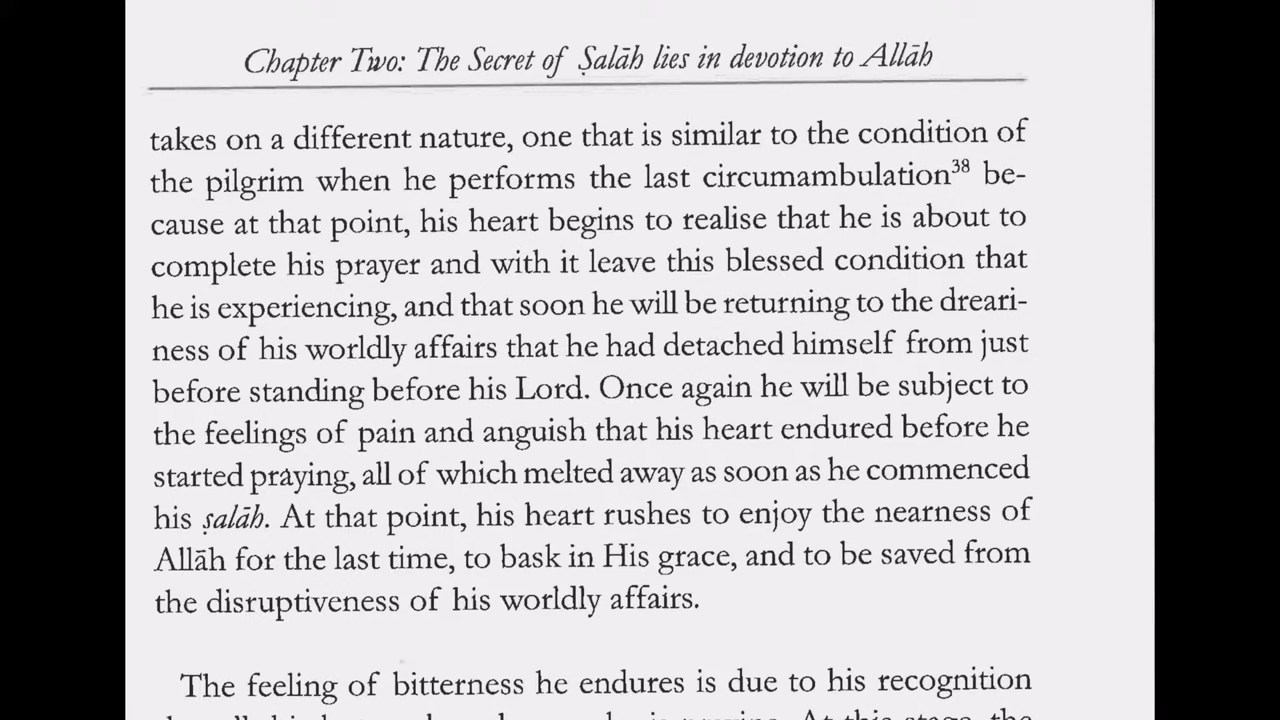 Chapter Two: The Secret of Ṣalāh lies in devotion to Allāh
takes on a different nature, one that is similar to the condition of
the pilgrim when he performs the last circumambulation³⁸ be-
cause at that point, his heart begins to realise that he is about to
complete his prayer and with it leave this blessed condition that
he is experiencing, and that soon he will be returning to the dreari-
ness of his worldly affairs that he had detached himself from just
before standing before his Lord. Once again he will be subject to
the feelings of pain and anguish that his heart endured before he
started praying, all of which melted away as soon as he commenced
his ṣalāh. At that point, his heart rushes to enjoy the nearness of
Allāh for the last time, to bask in His grace, and to be saved from
the disruptiveness of his worldly affairs.
The feeling of bitterness he endures is due to his recognition